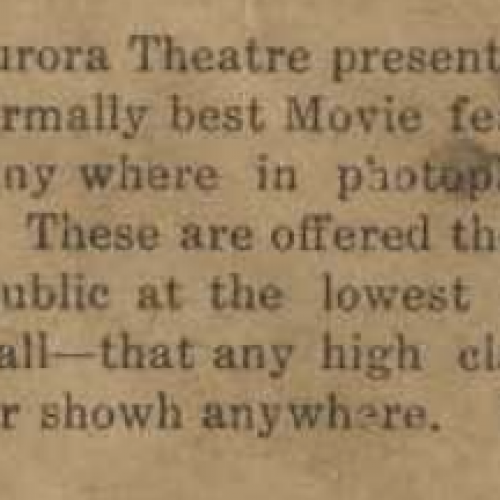 urora Theatre present
rmally best Movie fe
ny where in photopl
These are offered th
ublic at the lowest
all—that any high cl
r showh anywhere.